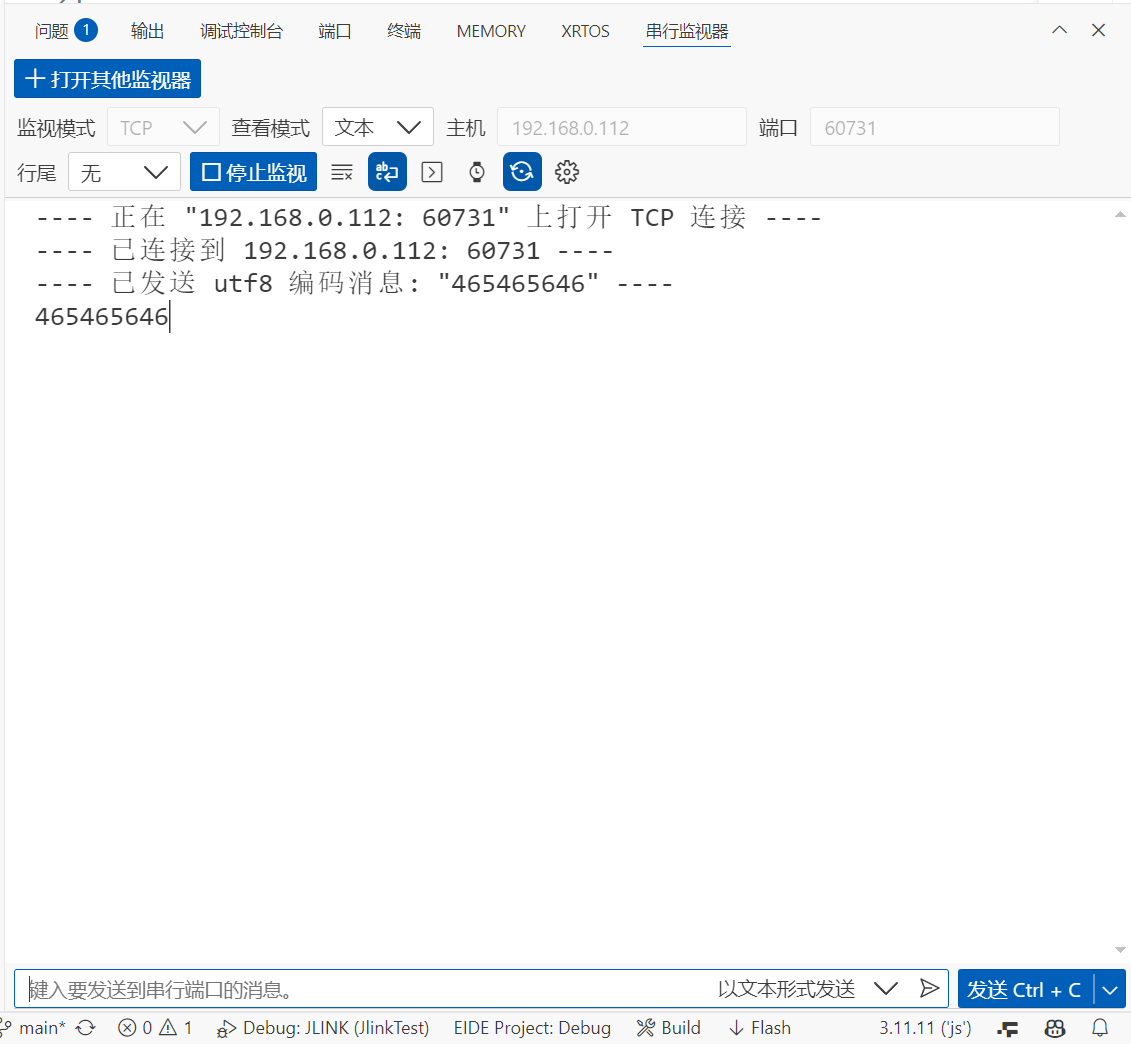 问题 1 输出 调试控制台 端口 终端 MEMORY XRTOS 串行监视器
打开其他监视器
监视模式 TCP 查看模式 文本 主机 192.168.0.112 端口 60731
行尾 无 停止监视
---- 正在 "192.168.0.112: 60731" 上打开 TCP 连接 ----
---- 已连接到 192.168.0.112: 60731 ----
---- 已发送 utf8 编码消息: "465465646" ----
465465646
键入要发送到串行端口的消息。 以文本形式发送 发送 Ctrl + C
main* 0 1 Debug: JLINK (JlinkTest) EIDE Project: Debug Build Flash 3.11.11 ('js')